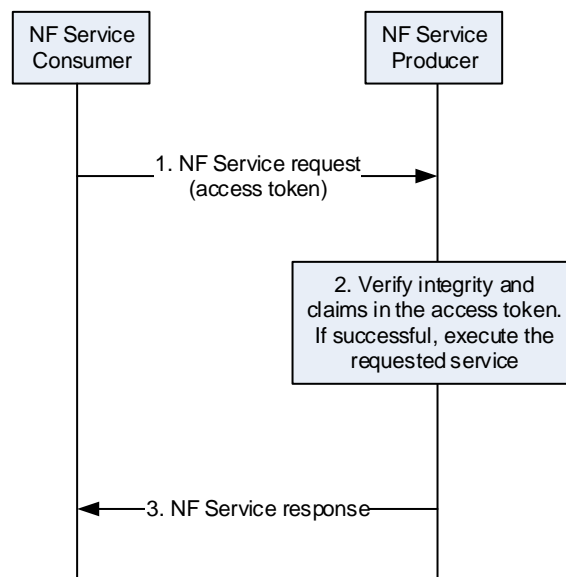 NF Service
Consumer
NF Service
Producer
1. NF Service request
(access token)
2. Verify integrity and
claims in the access token.
If successful, execute the
requested service
3. NF Service response